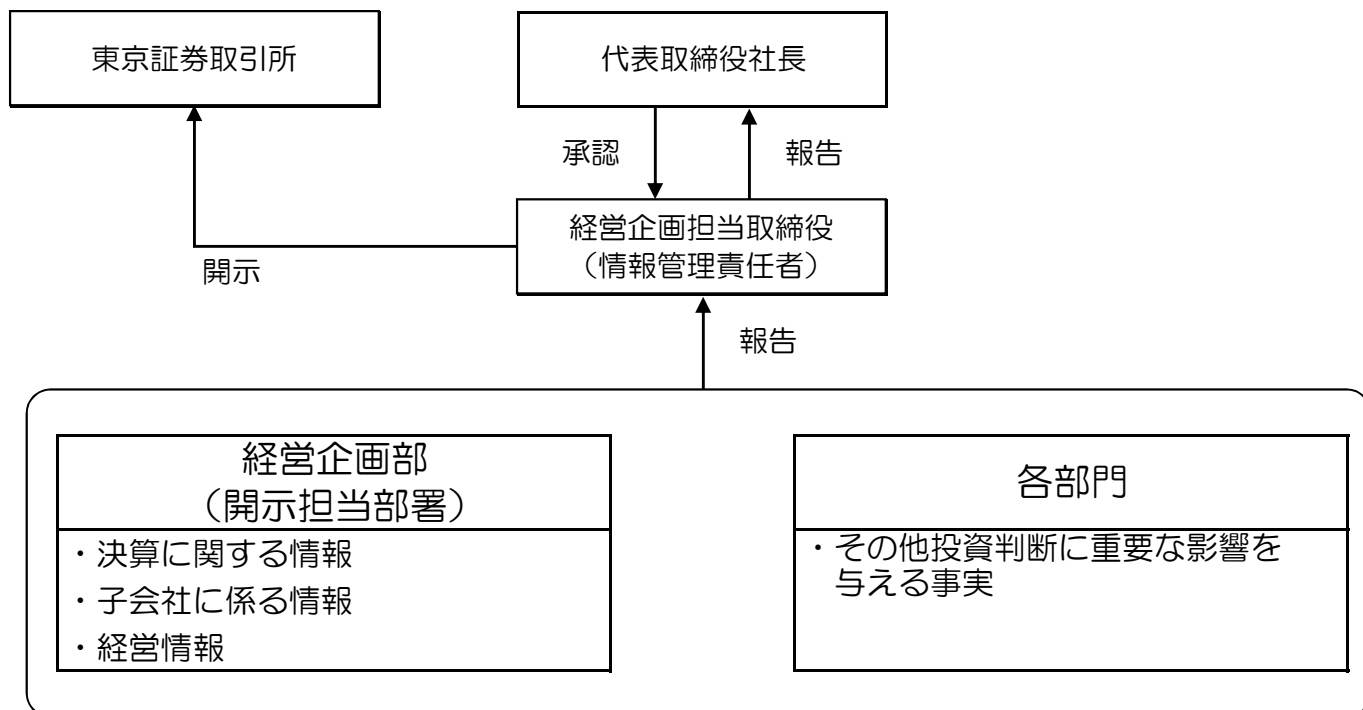 東京証券取引所
代表取締役社長
承認
報告
経営企画担当取締役
（情報管理責任者）
開示
報告
経営企画部
（開示担当部署）
・決算に関する情報
・子会社に係る情報
・経営情報
各部門
・その他投資判断に重要な影響を
与える事実